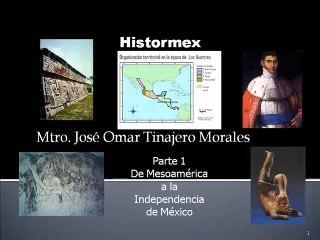 Histormex
Organización territorial en la época de Los Austrias
Mtro. José Omar Tinajero Morales
Parte 1
De Mesoamérica
a la
Independencia
de México
1